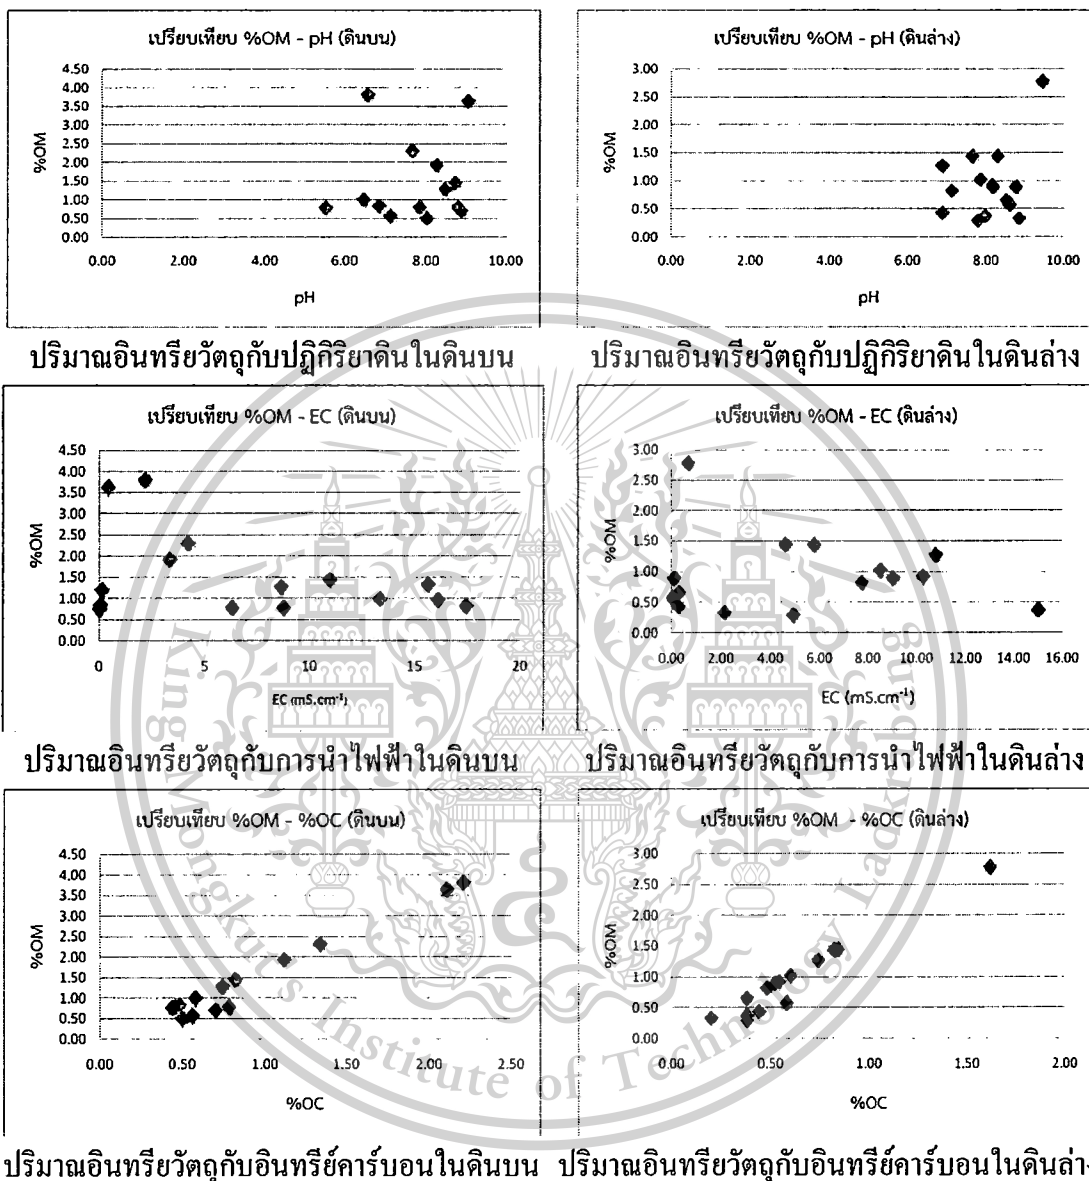 เปรียบเทียบ %OM - pH (ดินบน)
%OM
4.50
4.00
3.50
3.00
2.50
2.00
1.50
1.00
0.50
0.00
0.00 2.00 4.00 6.00 8.00 10.00
pH
ปริมาณอินทรียวัตถุกับปฏิกิริยาดินในดินบน
เปรียบเทียบ %OM - pH (ดินล่าง)
%OM
3.00
2.50
2.00
1.50
1.00
0.50
0.00
0.00 2.00 4.00 6.00 8.00 10.00
pH
ปริมาณอินทรียวัตถุกับปฏิกิริยาดินในดินล่าง
เปรียบเทียบ %OM - EC (ดินบน)
%OM
4.50
4.00
3.50
3.00
2.50
2.00
1.50
1.00
0.50
0.00
0 5 10 15 20
EC (mS.cm-1)
ปริมาณอินทรียวัตถุกับการนำไฟฟ้าในดินบน
เปรียบเทียบ %OM - EC (ดินล่าง)
%OM
3.00
2.50
2.00
1.50
1.00
0.50
0.00
0.00 2.00 4.00 6.00 8.00 10.00 12.00 14.00 16.00
EC (mS.cm-1)
ปริมาณอินทรียวัตถุกับการนำไฟฟ้าในดินล่าง
เปรียบเทียบ %OM - %OC (ดินบน)
%OM
4.50
4.00
3.50
3.00
2.50
2.00
1.50
1.00
0.50
0.00
0.00 0.50 1.00 1.50 2.00 2.50
%OC
ปริมาณอินทรียวัตถุกับอินทรีย์คาร์บอนในดินบน
เปรียบเทียบ %OM - %OC (ดินล่าง)
%OM
3.00
2.50
2.00
1.50
1.00
0.50
0.00
0.00 0.50 1.00 1.50 2.00
%OC
ปริมาณอินทรียวัตถุกับอินทรีย์คาร์บอนในดินล่าง
King Mongkut's Institute of Technology Ladkrabang